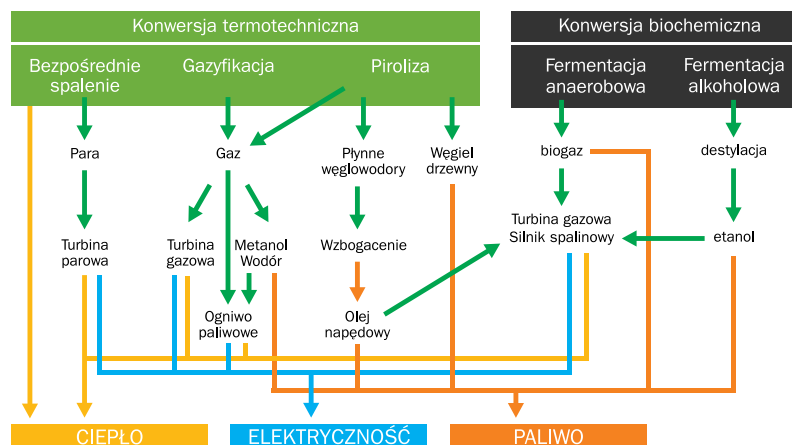 Konwersja termotechniczna
Konwersja biochemiczna
Bezpośrednie
spalenie
Gazyfikacja
Piroliza
Fermentacja
anaerobowa
Fermentacja
alkoholowa
Para
Gaz
Płynne
węglowodory
Węgiel
drzewny
biogaz
destylacja
Turbina
parowa
Turbina
gazowa
Metanol
Wodór
Wzbogacenie
Turbina gazowa
Silnik spalinowy
etanol
Ogniwo
paliwowe
Olej
napędowy
CIEPŁO
ELEKTRYCZNOŚĆ
PALIWO